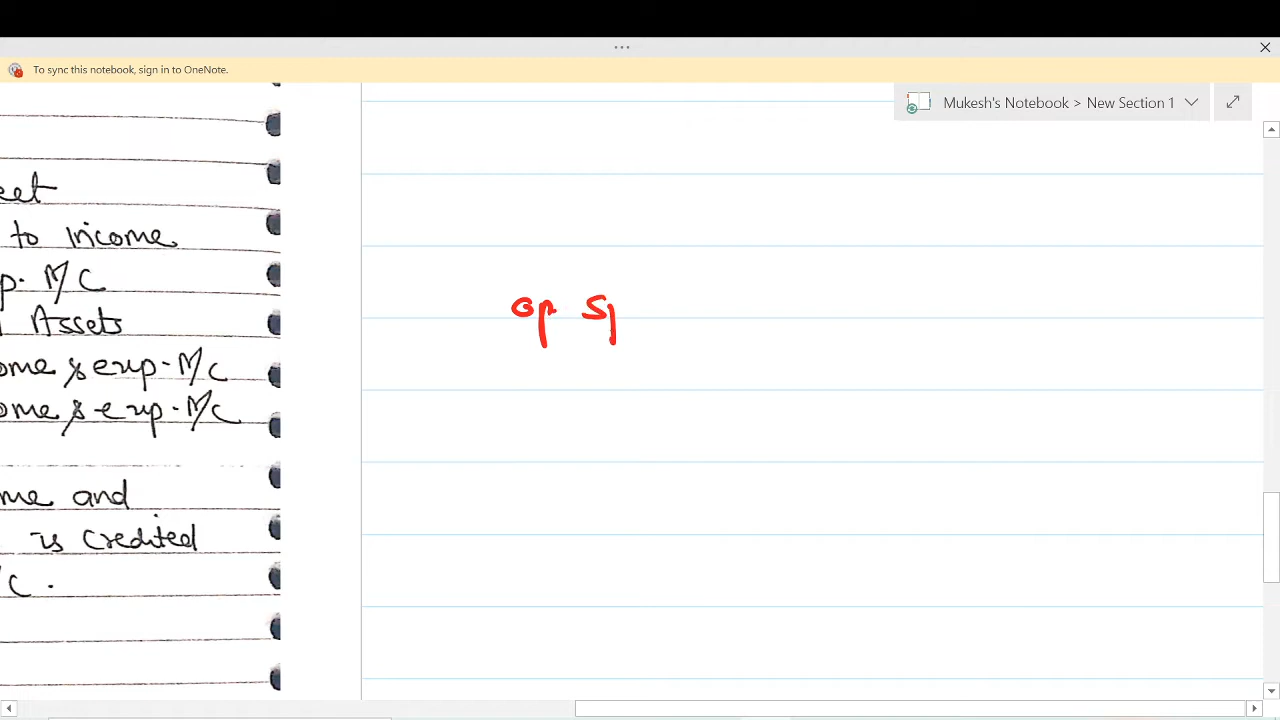 To sync this notebook, sign in to OneNote.
Mukesh's Notebook > New Section 1
eet
to Income
p. A/C
Assets
ome & exp. A/C
ome & exp. A/C
me and
is credited
/C.
op Sp